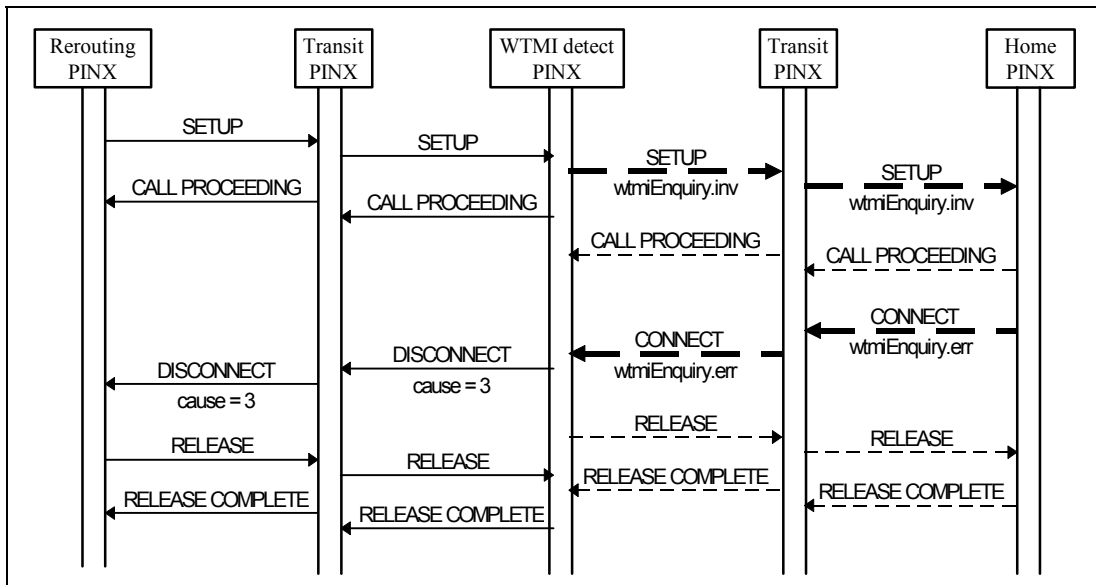 Rerouting
PINX
Transit
PINX
WTMI detect
PINX
Transit
PINX
Home
PINX
SETUP
SETUP
SETUP
wtmiEnquiry.inv
SETUP
wtmiEnquiry.inv
CALL PROCEEDING
CALL PROCEEDING
CALL PROCEEDING
CALL PROCEEDING
CONNECT
wtmiEnquiry.err
CONNECT
wtmiEnquiry.err
DISCONNECT
cause = 3
DISCONNECT
cause = 3
RELEASE
RELEASE
RELEASE
RELEASE
RELEASE COMPLETE
RELEASE COMPLETE
RELEASE COMPLETE
RELEASE COMPLETE